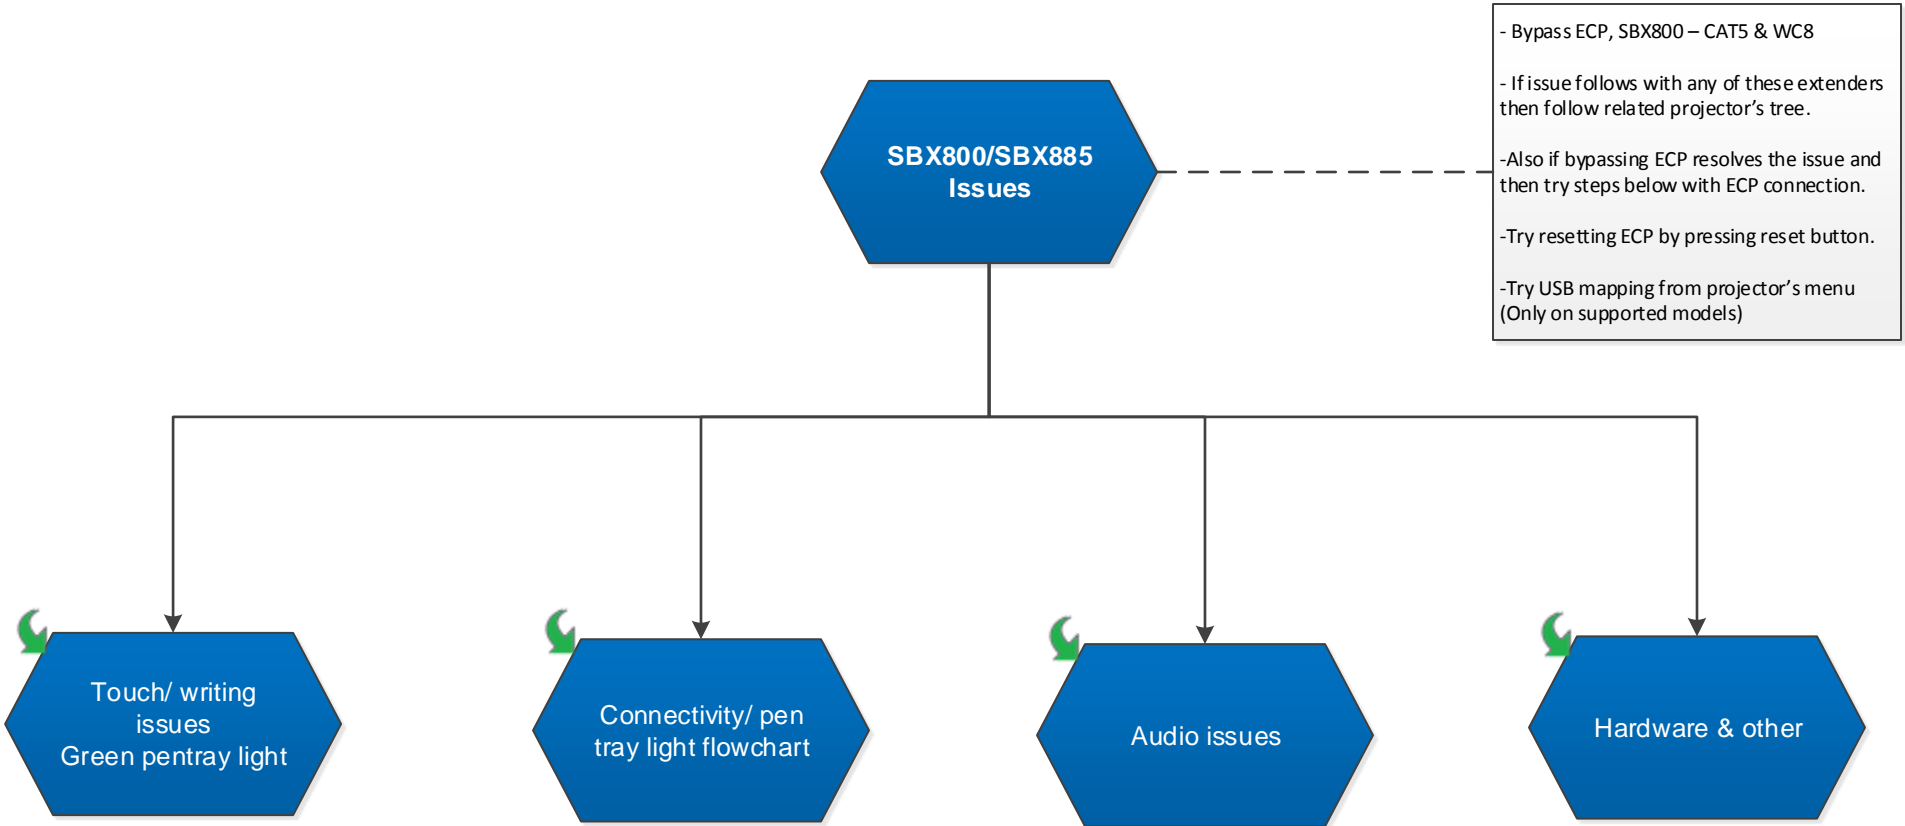 - Bypass ECP, SBX800 – CAT5 & WC8
- If issue follows with any of these extenders
then follow related projector's tree.
-Also if bypassing ECP resolves the issue and
then try steps below with ECP connection.
-Try resetting ECP by pressing reset button.
-Try USB mapping from projector's menu
(Only on supported models)
SBX800/SBX885
Issues
Touch/ writing
issues
Green pentray light
Connectivity/ pen
tray light flowchart
Audio issues
Hardware & other